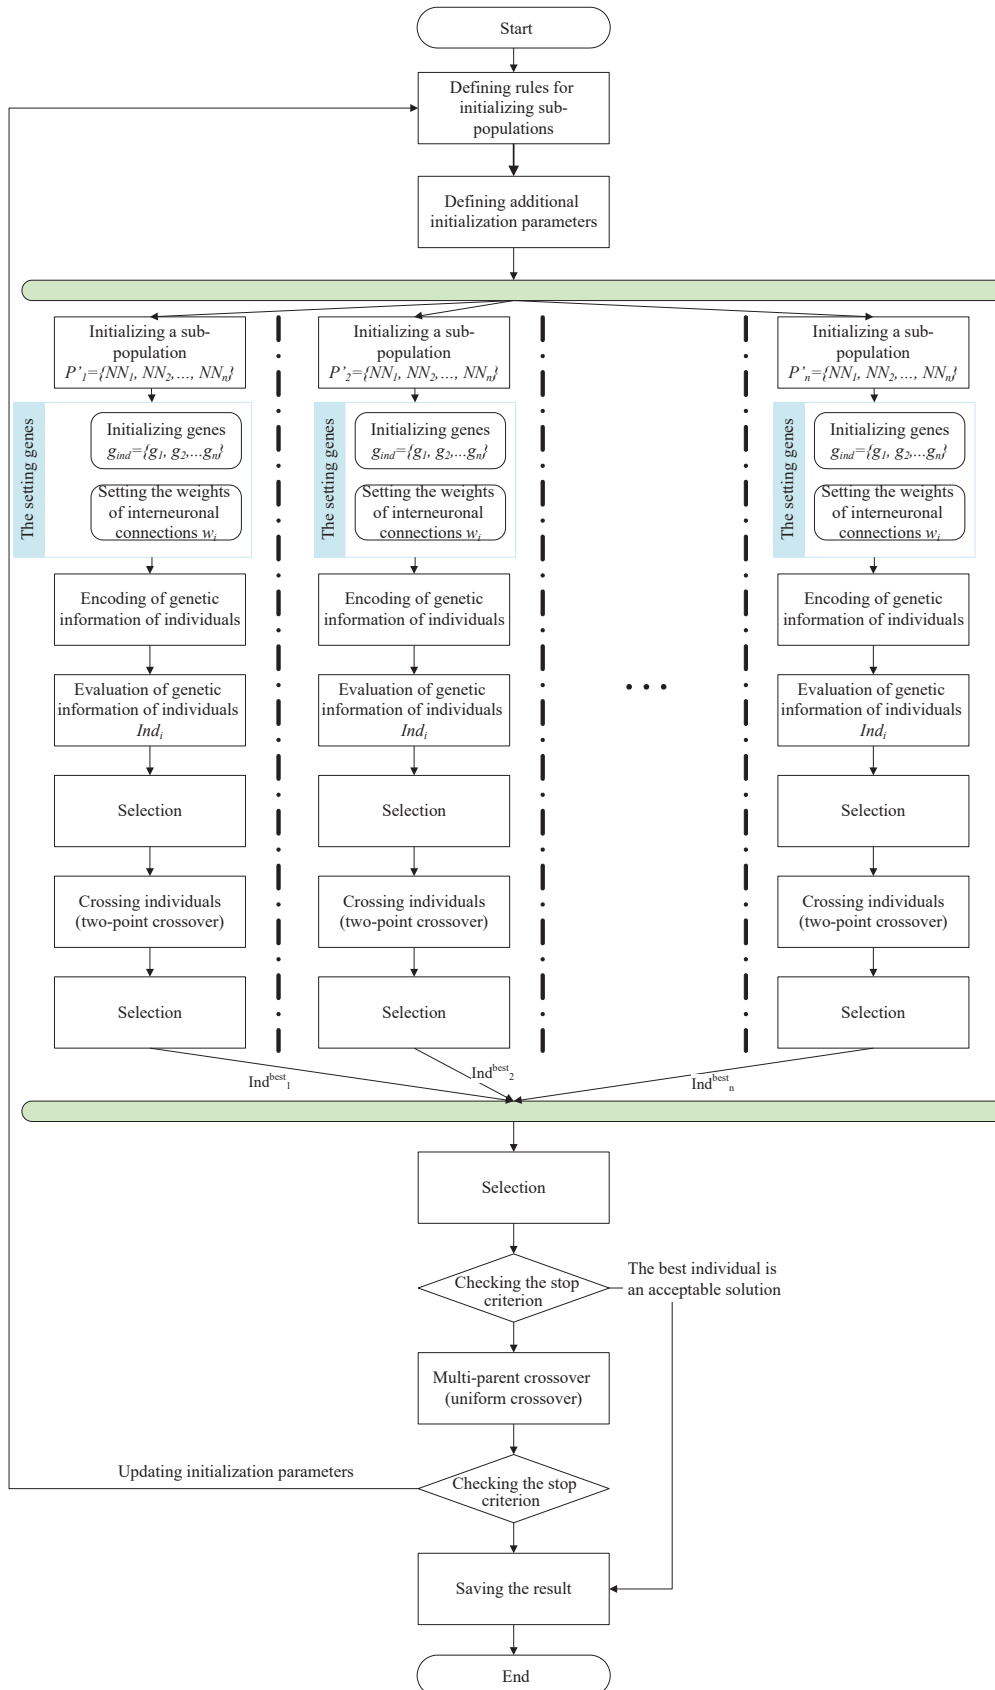 Start
Defining rules for
initializing sub-
populations
Defining additional
initialization parameters
Initializing a sub-
population
P'1={NN1, NN2,..., NNn}
The setting genes
Initializing genes
gind={g1, g2,...gn}
Setting the weights
of interneuronal
connections wi
Encoding of genetic
information of individuals
Evaluation of genetic
information of individuals
Indi
Selection
Crossing individuals
(two-point crossover)
Selection
Indbest1
Initializing a sub-
population
P'2={NN1, NN2,..., NNn}
The setting genes
Initializing genes
gind={g1, g2,...gn}
Setting the weights
of interneuronal
connections wi
Encoding of genetic
information of individuals
Evaluation of genetic
information of individuals
Indi
Selection
Crossing individuals
(two-point crossover)
Selection
Indbest2
...
Initializing a sub-
population
P'n={NN1, NN2,..., NNn}
The setting genes
Initializing genes
gind={g1, g2,...gn}
Setting the weights
of interneuronal
connections wi
Encoding of genetic
information of individuals
Evaluation of genetic
information of individuals
Indi
Selection
Crossing individuals
(two-point crossover)
Selection
Indbestn
Selection
Checking the stop
criterion
The best individual is
an acceptable solution
Multi-parent crossover
(uniform crossover)
Updating initialization parameters
Checking the stop
criterion
Saving the result
End